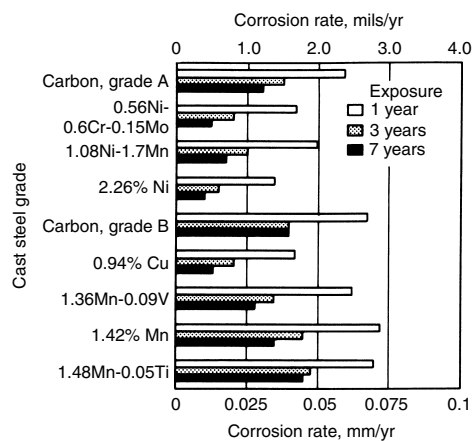 Corrosion rate, mils/yr
0 1.0 2.0 3.0 4.0
Carbon, grade A
0.56Ni-
0.6Cr-0.15Mo
1.08Ni-1.7Mn
2.26% Ni
Carbon, grade B
0.94% Cu
1.36Mn-0.09V
1.42% Mn
1.48Mn-0.05Ti
Cast steel grade
Exposure
1 year
3 years
7 years
0 0.025 0.05 0.075 0.1
Corrosion rate, mm/yr